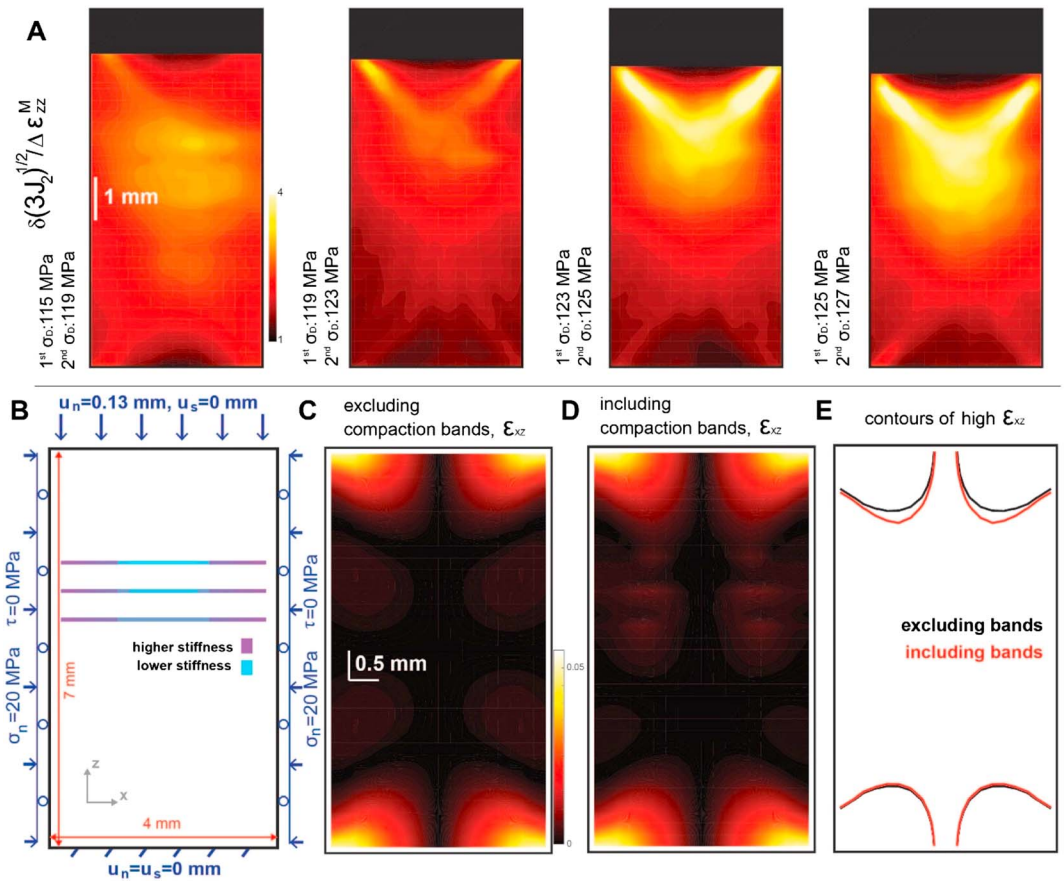 A
δ(3J₂)^1/2/Δ ε_zz^M
1 mm
4
1
1st σD:115 MPa
2nd σD:119 MPa
1st σD:119 MPa
2nd σD:123 MPa
1st σD:123 MPa
2nd σD:125 MPa
1st σD:125 MPa
2nd σD:127 MPa
B
un=0.13 mm, us=0 mm
τ=0 MPa
σn=20 MPa
7 mm
higher stiffness
lower stiffness
z
x
4 mm
un=us=0 mm
τ=0 MPa
σn=20 MPa
C
excluding
compaction bands, εxz
0.5 mm
0.05
0
D
including
compaction bands, εxz
E
contours of high εxz
excluding bands
including bands